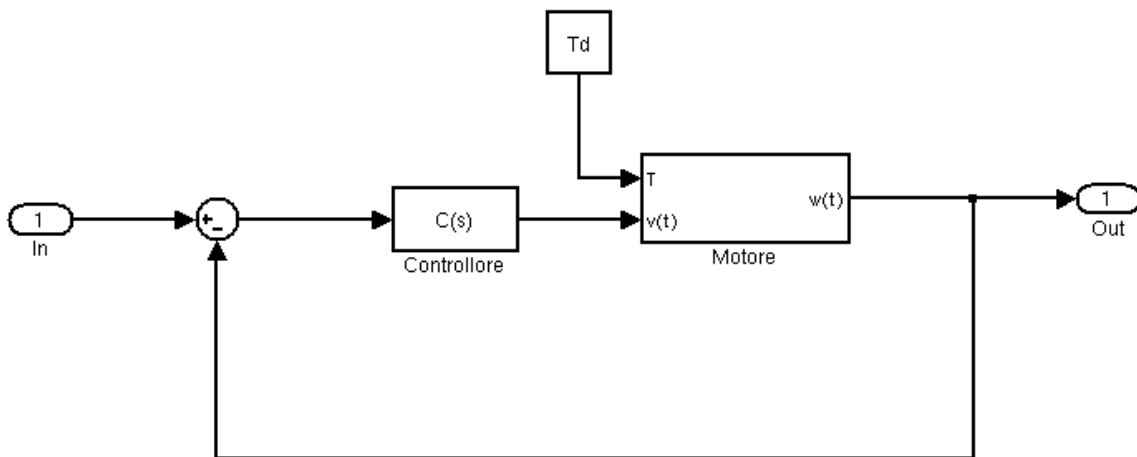 Td
T
1
+
-
C(s)
v(t)
w(t)
1
In
Controllore
Motore
Out